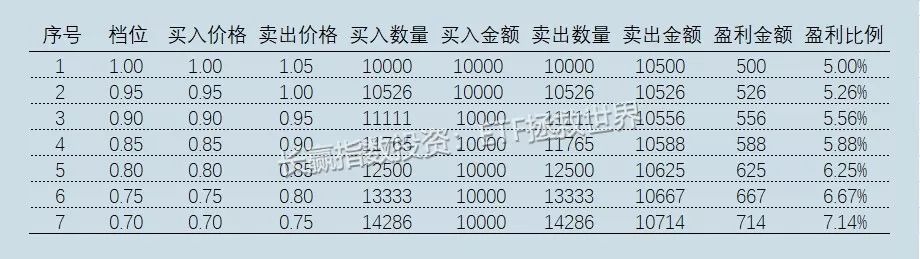 序号 档位 买入价格 卖出价格 买入数量 买入金额 卖出数量 卖出金额 盈利金额 盈利比例
1 1.00 1.00 1.05 10000 10000 10000 10500 500 5.00%
2 0.95 0.95 1.00 10526 10000 10526 10526 526 5.26%
3 0.90 0.90 0.95 11111 10000 11111 10556 556 5.56%
4 0.85 0.85 0.90 11765 10000 11765 10588 588 5.88%
5 0.80 0.80 0.85 12500 10000 12500 10625 625 6.25%
6 0.75 0.75 0.80 13333 10000 13333 10667 667 6.67%
7 0.70 0.70 0.75 14286 10000 14286 10714 714 7.14%
长赢指数投资：ETF拯救世界